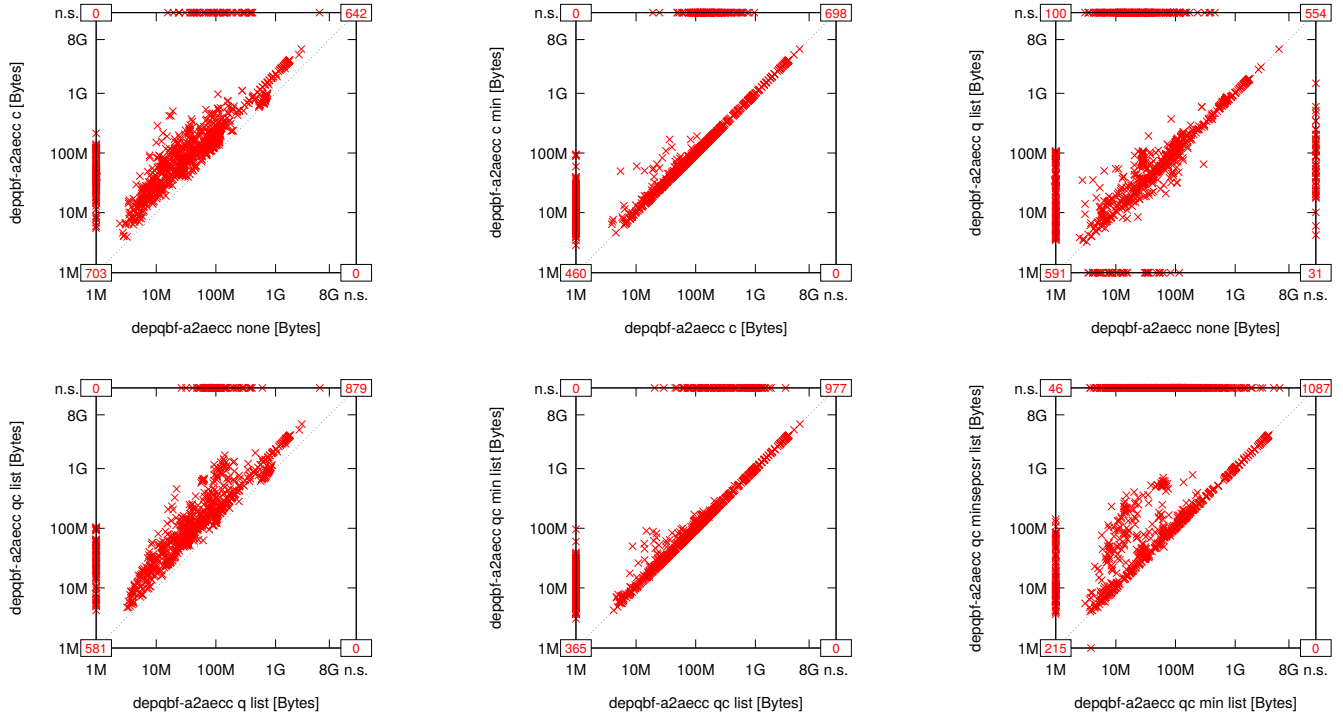 n.s. 0 642
8G
1G
100M
10M
1M 703 0
1M 10M 100M 1G 8G n.s.
depqbf-a2aecc c [Bytes]
depqbf-a2aecc none [Bytes]
n.s. 0 698
8G
1G
100M
10M
1M 460 0
1M 10M 100M 1G 8G n.s.
depqbf-a2aecc c min [Bytes]
depqbf-a2aecc c [Bytes]
n.s. 100 554
8G
1G
100M
10M
1M 591 31
1M 10M 100M 1G 8G n.s.
depqbf-a2aecc q list [Bytes]
depqbf-a2aecc none [Bytes]
n.s. 0 879
8G
1G
100M
10M
1M 581 0
1M 10M 100M 1G 8G n.s.
depqbf-a2aecc qc list [Bytes]
depqbf-a2aecc q list [Bytes]
n.s. 0 977
8G
1G
100M
10M
1M 365 0
1M 10M 100M 1G 8G n.s.
depqbf-a2aecc qc min list [Bytes]
depqbf-a2aecc qc list [Bytes]
n.s. 46 1087
8G
1G
100M
10M
1M 215 0
1M 10M 100M 1G 8G n.s.
depqbf-a2aecc qc minsepcsr list [Bytes]
depqbf-a2aecc qc min list [Bytes]